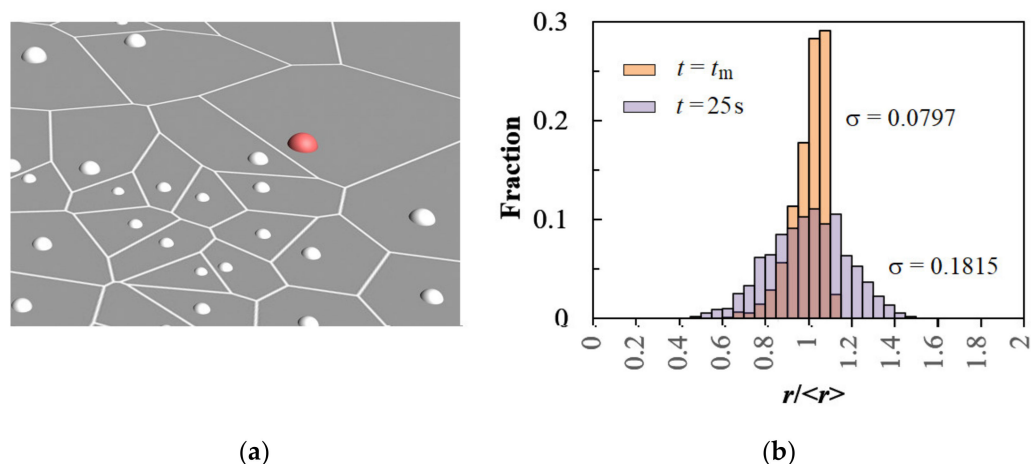 0.3
t = tm
t = 25 s
0.2
σ = 0.0797
Fraction
0.1
σ = 0.1815
0
0 0.2 0.4 0.6 0.8 1 1.2 1.4 1.6 1.8 2
r/<r>
(a) (b)